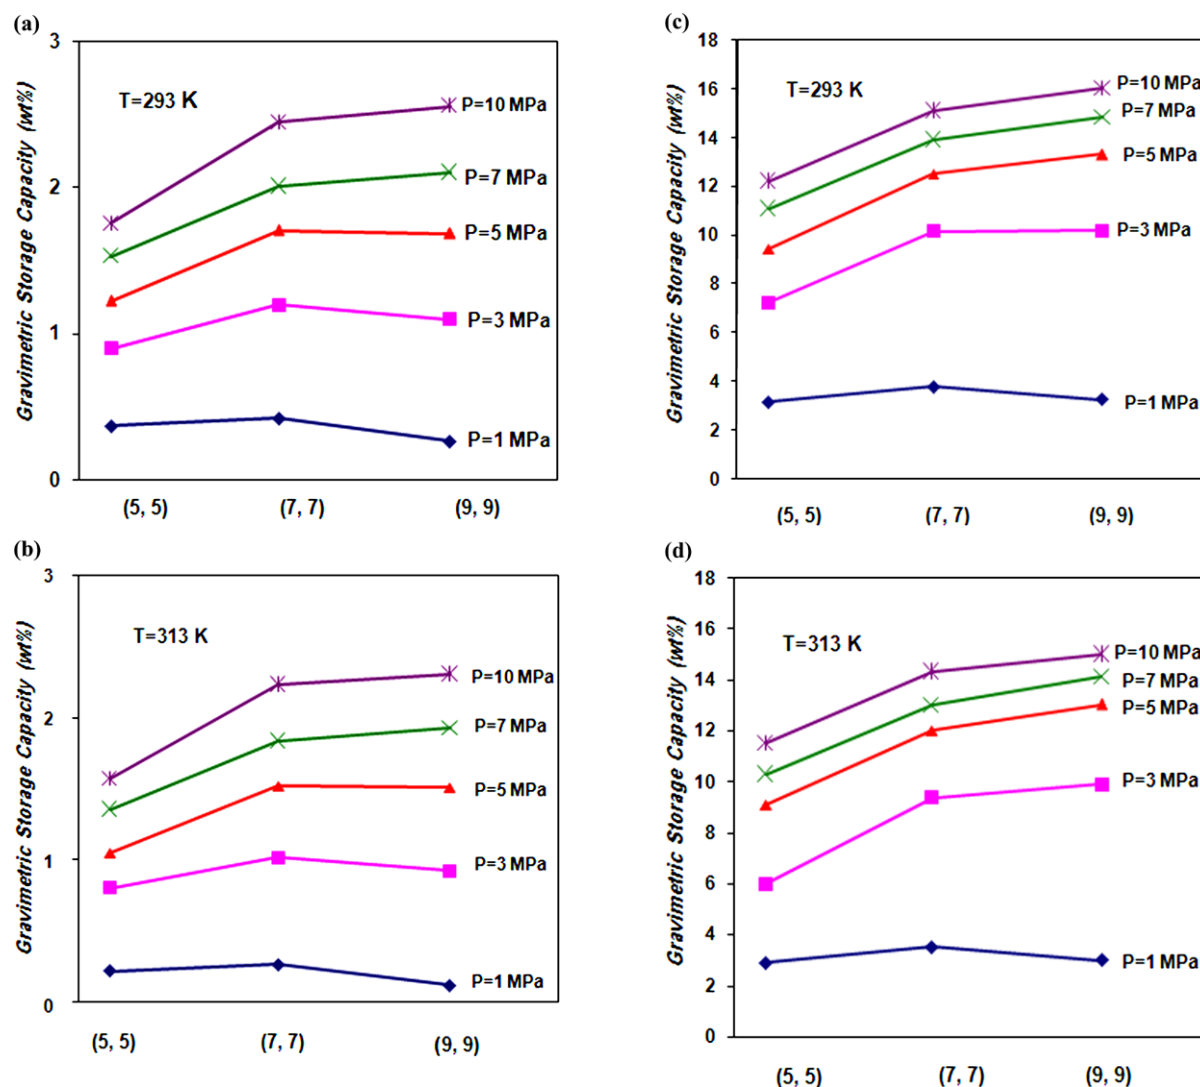 (a)
Gravimetric Storage Capacity (wt%)
3
2
1
0
T=293 K
P=10 MPa
P=7 MPa
P=5 MPa
P=3 MPa
P=1 MPa
(5, 5) (7, 7) (9, 9)
(b)
Gravimetric Storage Capacity (wt%)
3
2
1
0
T=313 K
P=10 MPa
P=7 MPa
P=5 MPa
P=3 MPa
P=1 MPa
(5, 5) (7, 7) (9, 9)
(c)
Gravimetric Storage Capacity (wt%)
18
16
14
12
10
8
6
4
2
0
T=293 K
P=10 MPa
P=7 MPa
P=5 MPa
P=3 MPa
P=1 MPa
(5, 5) (7, 7) (9, 9)
(d)
Gravimetric Storage Capacity (wt%)
18
16
14
12
10
8
6
4
2
0
T=313 K
P=10 MPa
P=7 MPa
P=5 MPa
P=3 MPa
P=1 MPa
(5, 5) (7, 7) (9, 9)